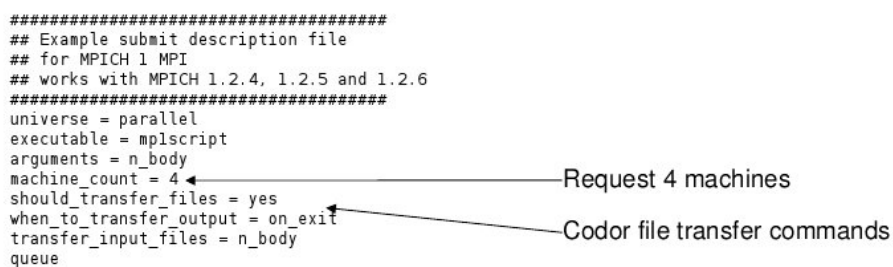 ######################################
## Example submit description file
## for MPICH 1 MPI
## works with MPICH 1.2.4, 1.2.5 and 1.2.6
######################################
universe = parallel
executable = mp1script
arguments = n_body
machine_count = 4
should_transfer_files = yes
when_to_transfer_output = on_exit
transfer_input_files = n_body
queue
Request 4 machines
Codor file transfer commands